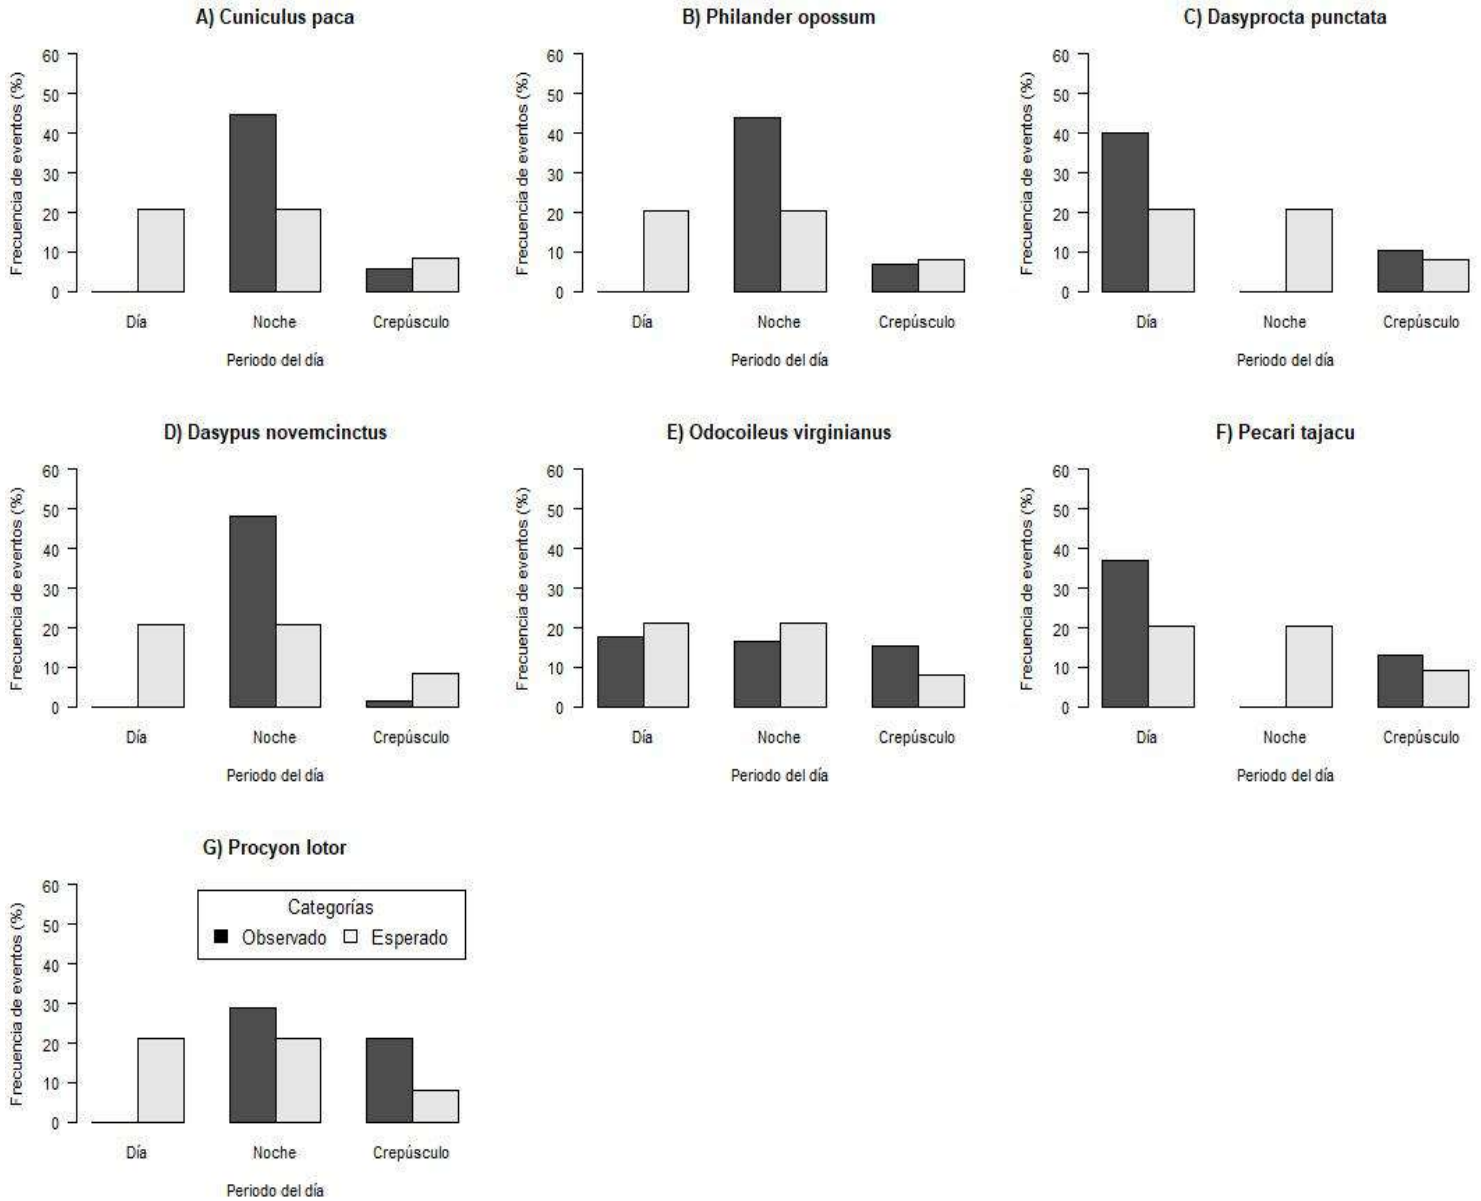 A) Cuniculus paca
Frecuencia de eventos (%)
60
50
40
30
20
10
0
Día Noche Crepúsculo
Periodo del día
B) Philander opossum
Frecuencia de eventos (%)
60
50
40
30
20
10
0
Día Noche Crepúsculo
Periodo del día
C) Dasyprocta punctata
Frecuencia de eventos (%)
60
50
40
30
20
10
0
Día Noche Crepúsculo
Periodo del día
D) Dasypus novemcinctus
Frecuencia de eventos (%)
60
50
40
30
20
10
0
Día Noche Crepúsculo
Periodo del día
E) Odocoileus virginianus
Frecuencia de eventos (%)
60
50
40
30
20
10
0
Día Noche Crepúsculo
Periodo del día
F) Pecari tajacu
Frecuencia de eventos (%)
60
50
40
30
20
10
0
Día Noche Crepúsculo
Periodo del día
G) Procyon lotor
Frecuencia de eventos (%)
60
50
40
30
20
10
0
Categorías
Observado Esperado
Día Noche Crepúsculo
Periodo del día